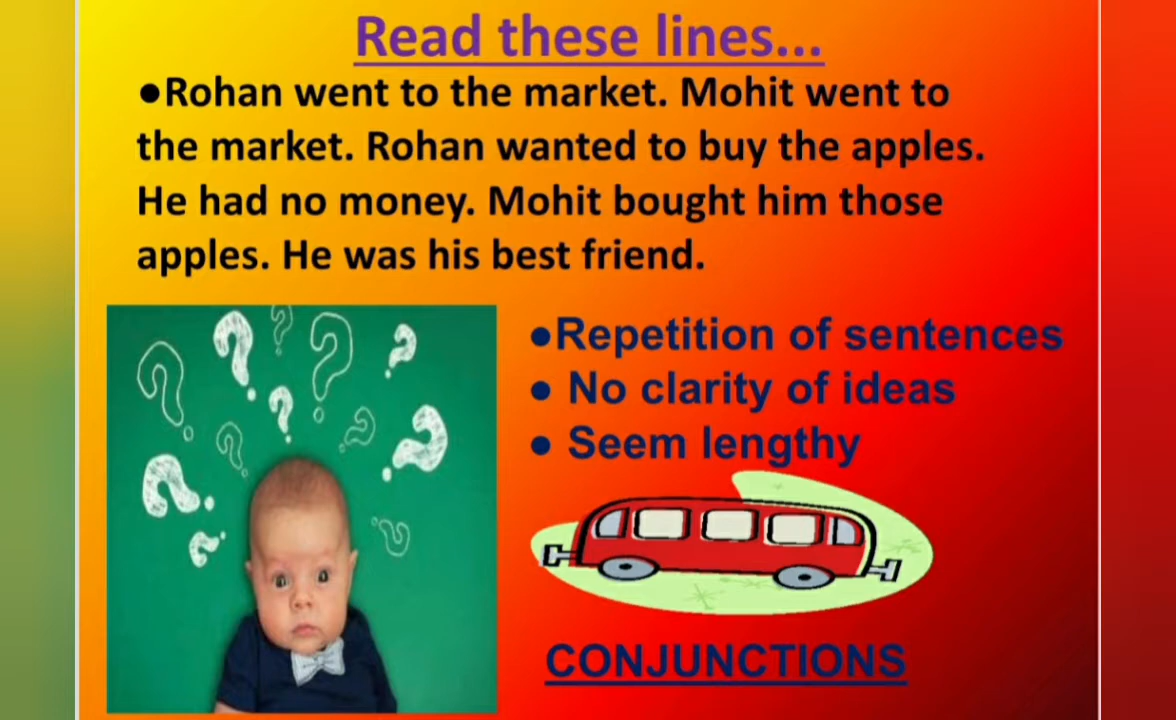 Read these lines...
●Rohan went to the market. Mohit went to
the market. Rohan wanted to buy the apples.
He had no money. Mohit bought him those
apples. He was his best friend.
●Repetition of sentences
● No clarity of ideas
● Seem lengthy
CONJUNCTIONS